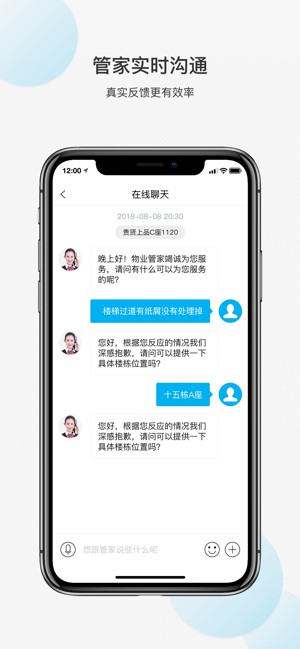 管家实时沟通
真实反馈更有效率
12:00
在线聊天
2018-08-08 20:30
贵贤上品C座1120
晚上好！物业管家竭诚为您服
务，请问有什么可以为您服务
的呢?
楼梯过道有纸屑没有处理掉
您好，根据您反应的情况我们
深感抱歉，请问可以提供一下
具体楼栋位置吗?
十五栋A座
您好，根据您反应的情况我们
深感抱歉，请问可以提供一下
具体楼栋位置吗?
想跟管家说些什么呢